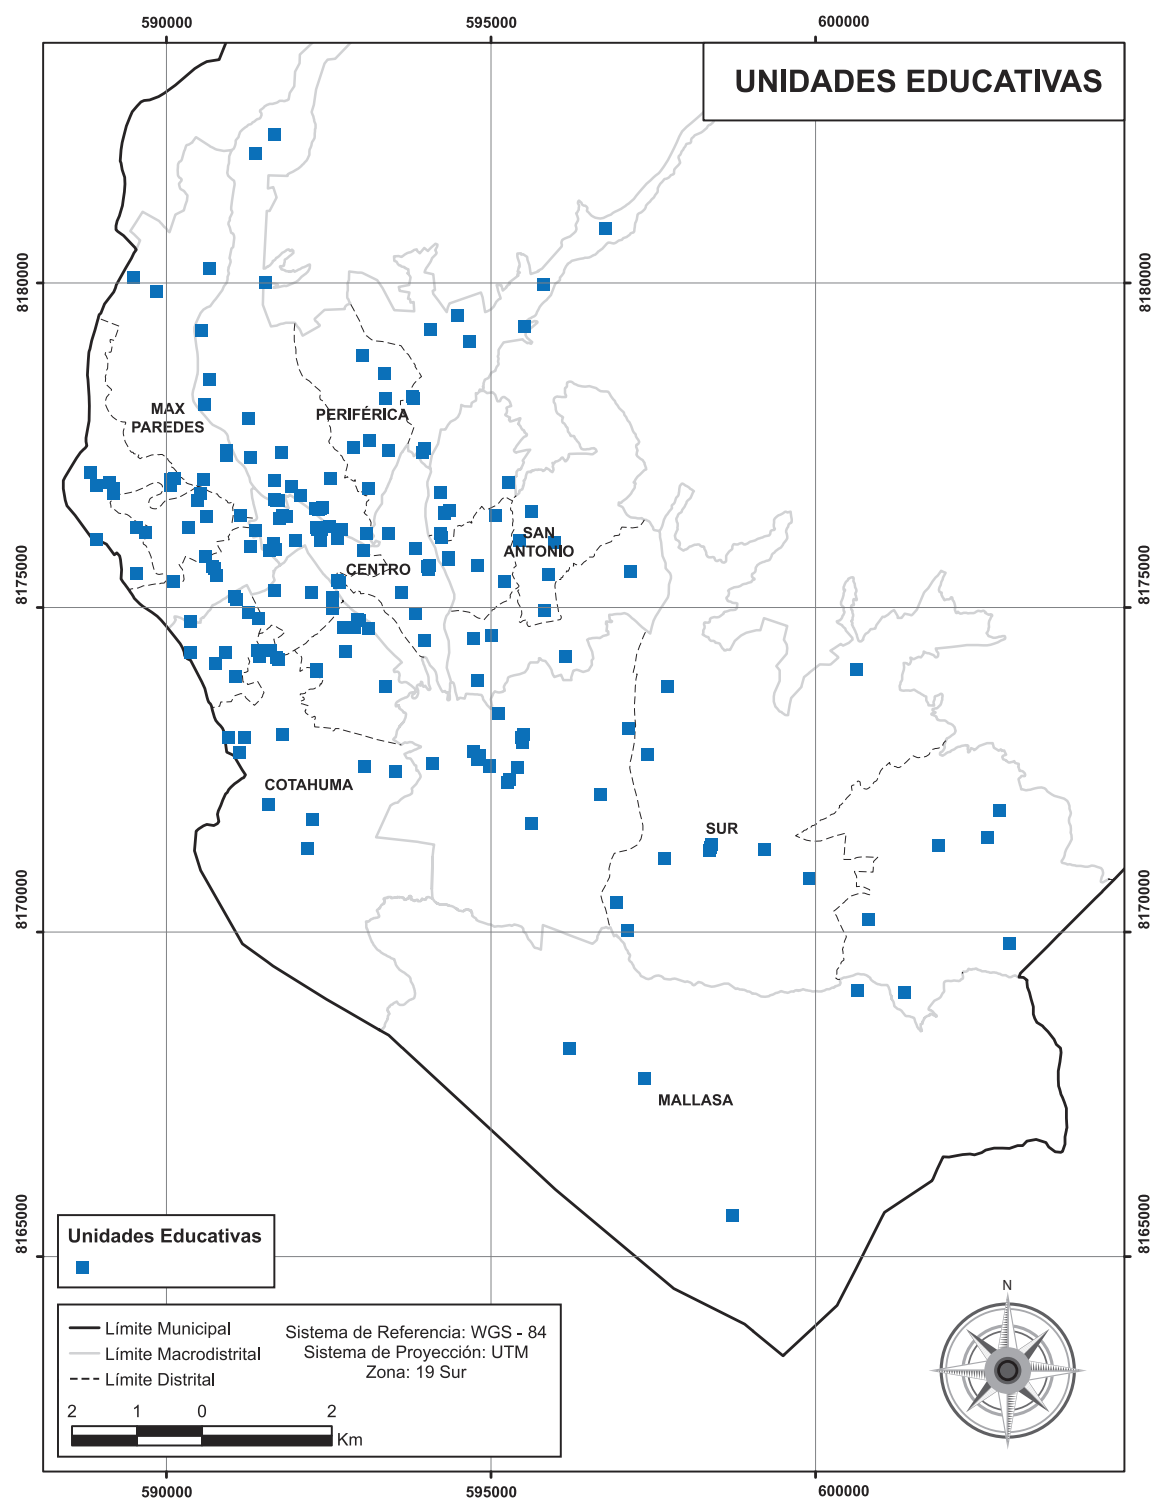 590000
595000
600000
UNIDADES EDUCATIVAS
8180000
8180000
MAX
PAREDES
PERIFÉRICA
SAN
ANTONIO
CENTRO
8175000
8175000
COTAHUMA
SUR
8170000
8170000
MALLASA
8165000
8165000
Unidades Educativas
N
Límite Municipal
Límite Macrodistrital
Límite Distrital
Sistema de Referencia: WGS - 84
Sistema de Proyección: UTM
Zona: 19 Sur
2 1 0 2
Km
590000
595000
600000